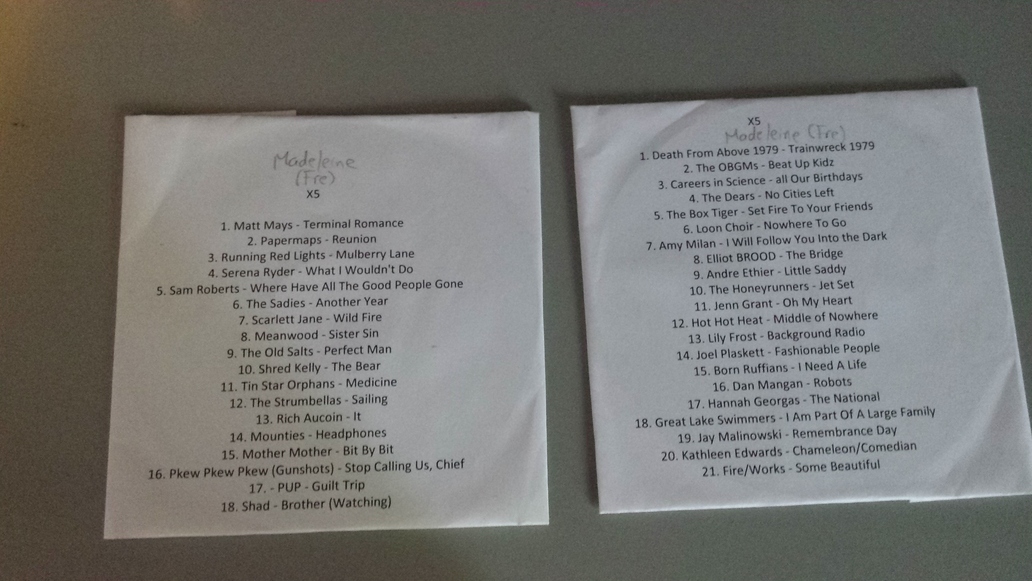 Madeleine
(Fre)
X5
1. Matt Mays - Terminal Romance
2. Papermaps - Reunion
3. Running Red Lights - Mulberry Lane
4. Serena Ryder - What I Wouldn't Do
5. Sam Roberts - Where Have All The Good People Gone
6. The Sadies - Another Year
7. Scarlett Jane - Wild Fire
8. Meanwood - Sister Sin
9. The Old Salts - Perfect Man
10. Shred Kelly - The Bear
11. Tin Star Orphans - Medicine
12. The Strumbellas - Sailing
13. Rich Aucoin - It
14. Mounties - Headphones
15. Mother Mother - Bit By Bit
16. Pkew Pkew Pkew (Gunshots) - Stop Calling Us, Chief
17. - PUP - Guilt Trip
18. Shad - Brother (Watching)
X5
Madeleine (Fre)
1. Death From Above 1979 - Trainwreck 1979
2. The OBGMs - Beat Up Kidz
3. Careers in Science - all Our Birthdays
4. The Dears - No Cities Left
5. The Box Tiger - Set Fire To Your Friends
6. Loon Choir - Nowhere To Go
7. Amy Milan - I Will Follow You Into the Dark
8. Elliot BROOD - The Bridge
9. Andre Ethier - Little Saddy
10. The Honeyrunners - Jet Set
11. Jenn Grant - Oh My Heart
12. Hot Hot Heat - Middle of Nowhere
13. Lily Frost - Background Radio
14. Joel Plaskett - Fashionable People
15. Born Ruffians - I Need A Life
16. Dan Mangan - Robots
17. Hannah Georgas - The National
18. Great Lake Swimmers - I Am Part Of A Large Family
19. Jay Malinowski - Remembrance Day
20. Kathleen Edwards - Chameleon/Comedian
21. Fire/Works - Some Beautiful